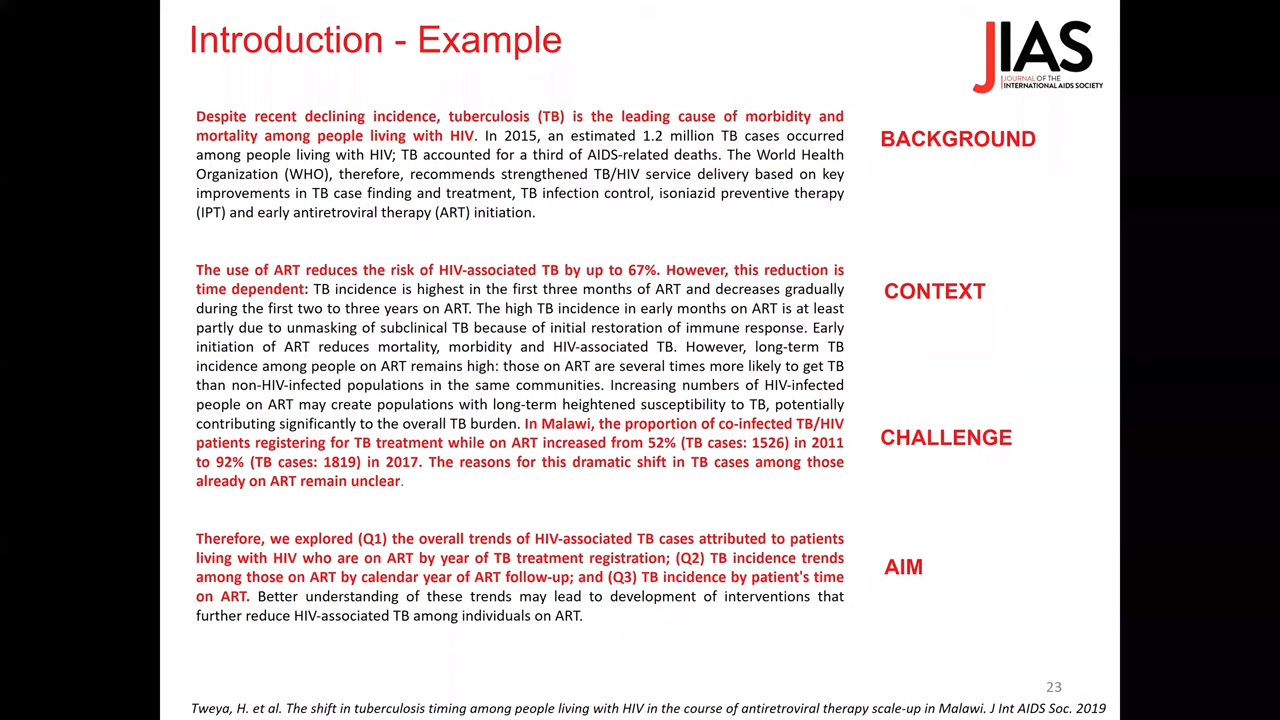 Introduction - Example
JIAS
JOURNAL OF THE
INTERNATIONAL AIDS SOCIETY
Despite recent declining incidence, tuberculosis (TB) is the leading cause of morbidity and
mortality among people living with HIV. In 2015, an estimated 1.2 million TB cases occurred
among people living with HIV; TB accounted for a third of AIDS-related deaths. The World Health
Organization (WHO), therefore, recommends strengthened TB/HIV service delivery based on key
improvements in TB case finding and treatment, TB infection control, isoniazid preventive therapy
(IPT) and early antiretroviral therapy (ART) initiation.
BACKGROUND
The use of ART reduces the risk of HIV-associated TB by up to 67%. However, this reduction is
time dependent: TB incidence is highest in the first three months of ART and decreases gradually
during the first two to three years on ART. The high TB incidence in early months on ART is at least
partly due to unmasking of subclinical TB because of initial restoration of immune response. Early
initiation of ART reduces mortality, morbidity and HIV-associated TB. However, long-term TB
incidence among people on ART remains high: those on ART are several times more likely to get TB
than non-HIV-infected populations in the same communities. Increasing numbers of HIV-infected
people on ART may create populations with long-term heightened susceptibility to TB, potentially
contributing significantly to the overall TB burden. In Malawi, the proportion of co-infected TB/HIV
patients registering for TB treatment while on ART increased from 52% (TB cases: 1526) in 2011
to 92% (TB cases: 1819) in 2017. The reasons for this dramatic shift in TB cases among those
already on ART remain unclear.
CONTEXT
CHALLENGE
Therefore, we explored (Q1) the overall trends of HIV-associated TB cases attributed to patients
living with HIV who are on ART by year of TB treatment registration; (Q2) TB incidence trends
among those on ART by calendar year of ART follow-up; and (Q3) TB incidence by patient's time
on ART. Better understanding of these trends may lead to development of interventions that
further reduce HIV-associated TB among individuals on ART.
AIM
23
Tweya, H. et al. The shift in tuberculosis timing among people living with HIV in the course of antiretroviral therapy scale-up in Malawi. J Int AIDS Soc. 2019